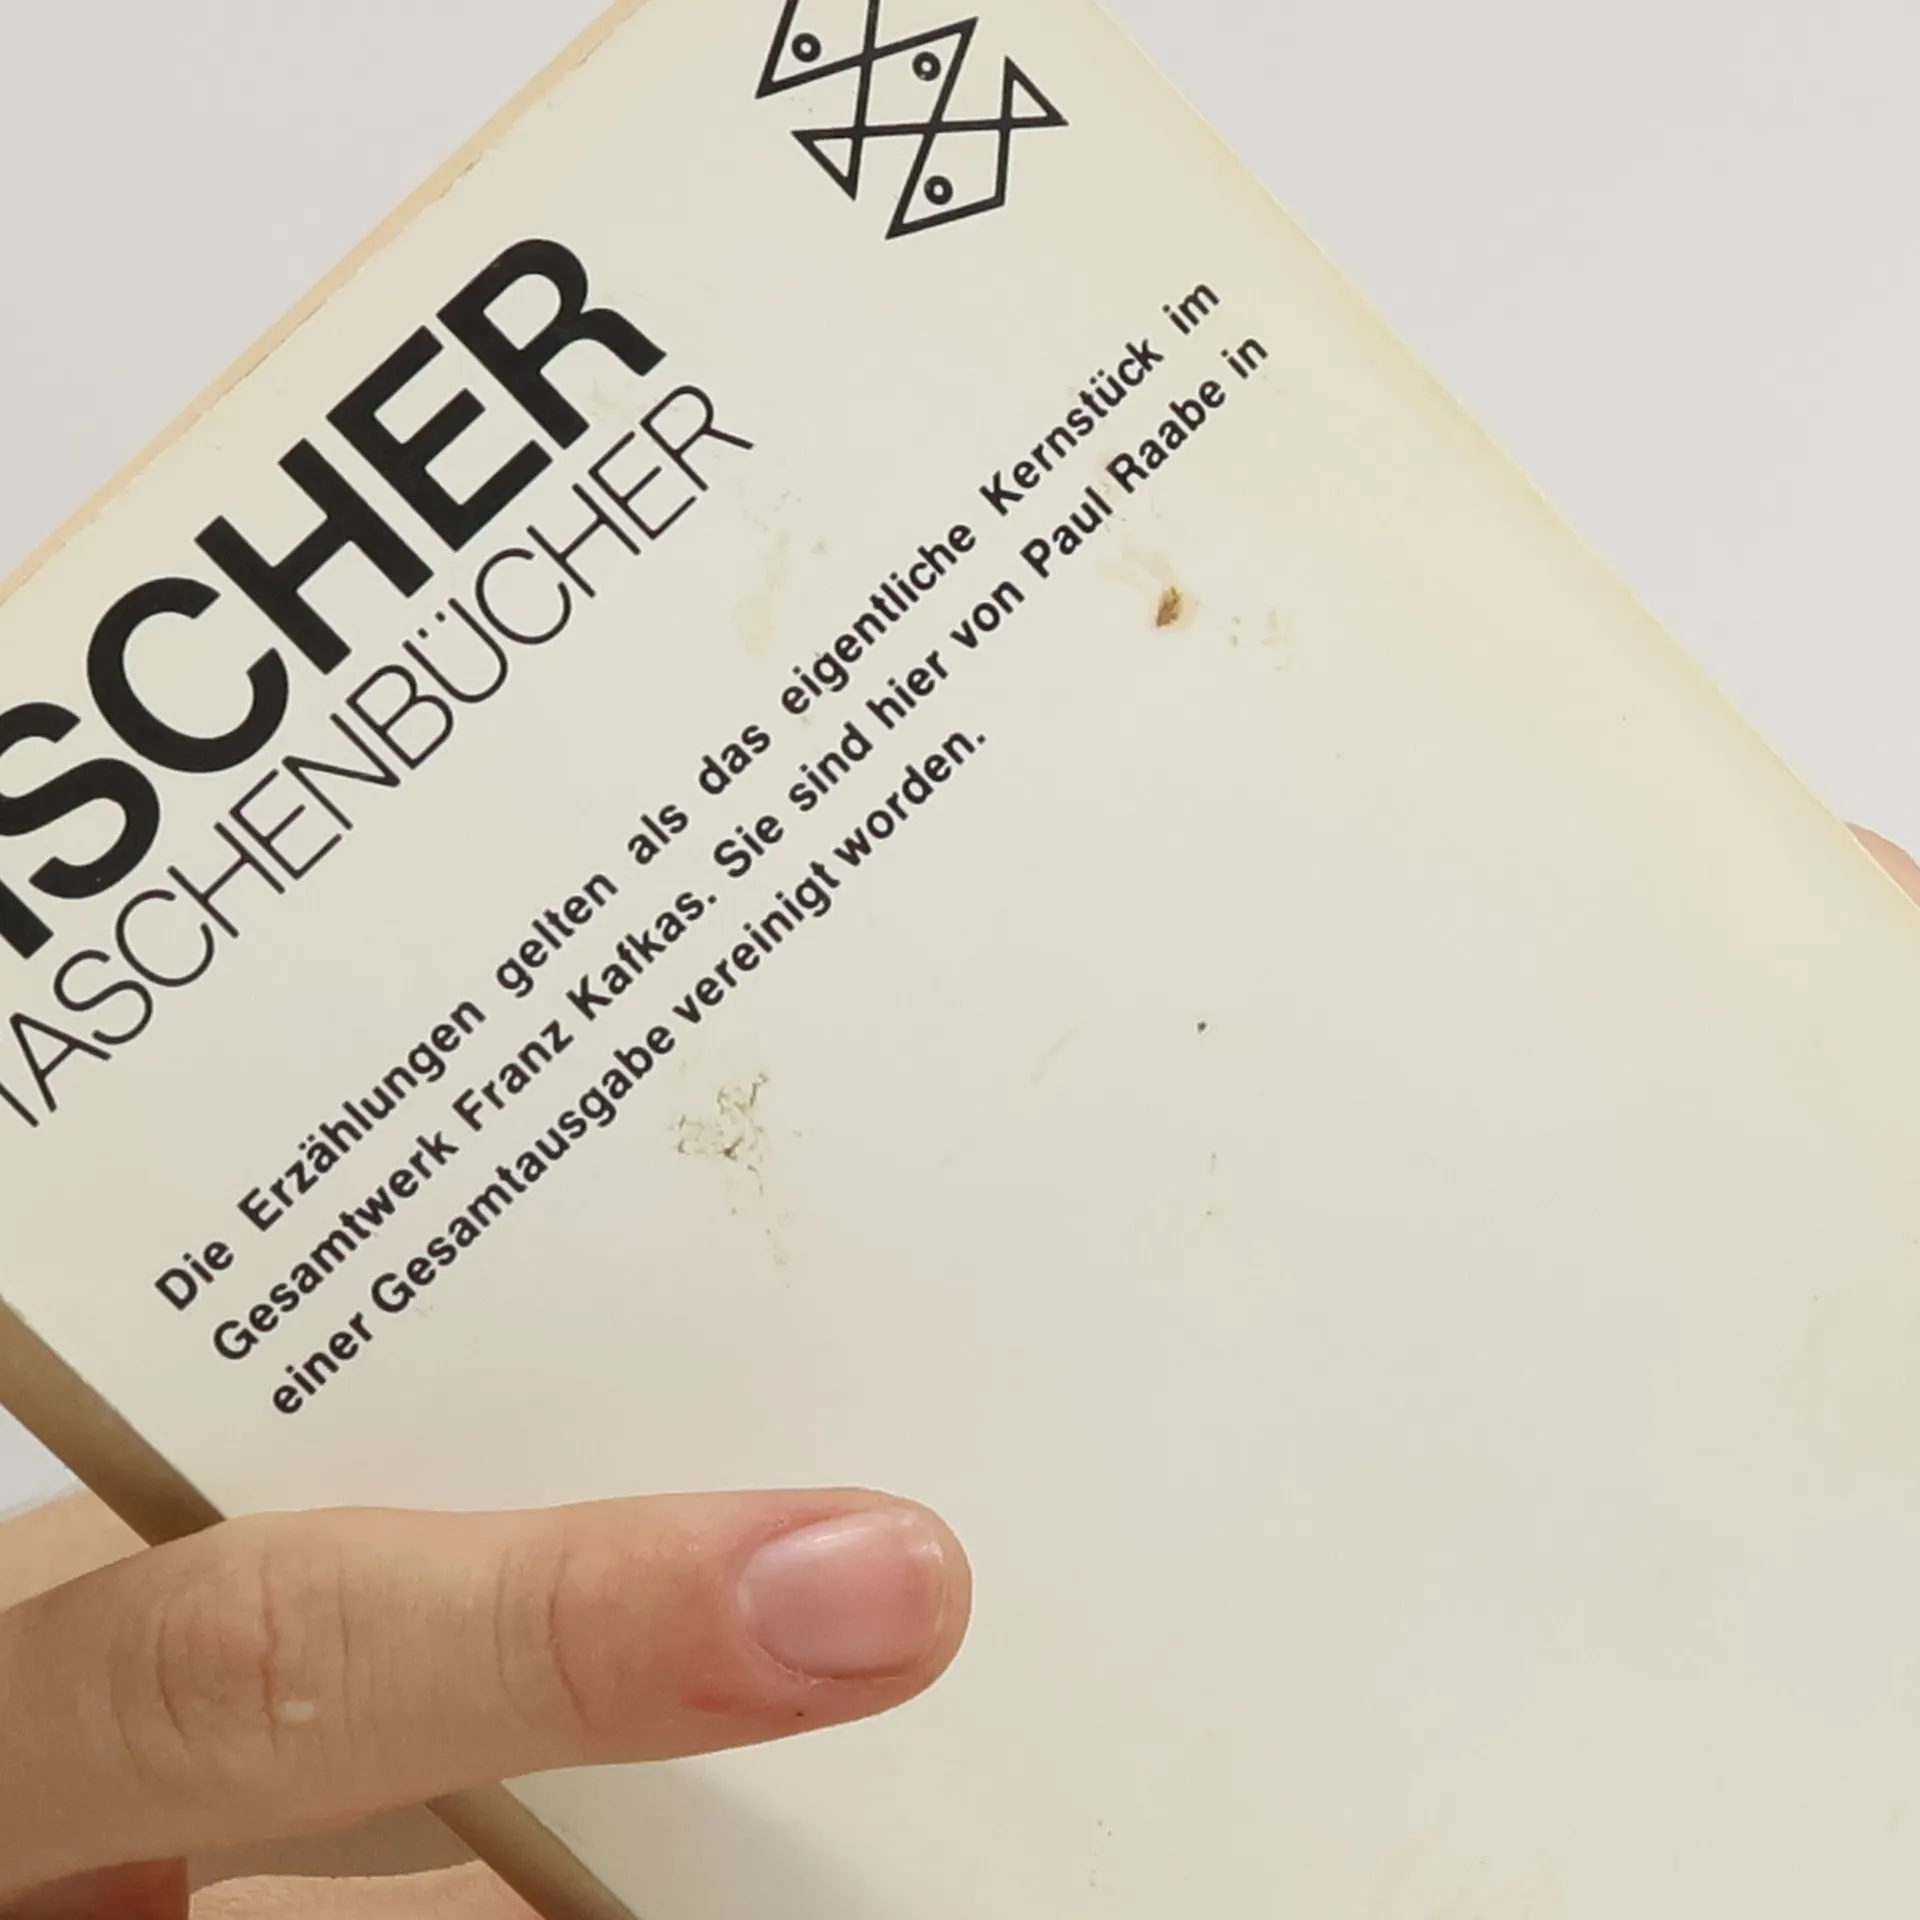 ISCHER
TASCHENBÜCHER
Die Erzählungen gelten als das eigentliche Kernstück im
Gesamtwerk Franz Kafkas. Sie sind hier von Paul Raabe in
einer Gesamtausgabe vereinigt worden.